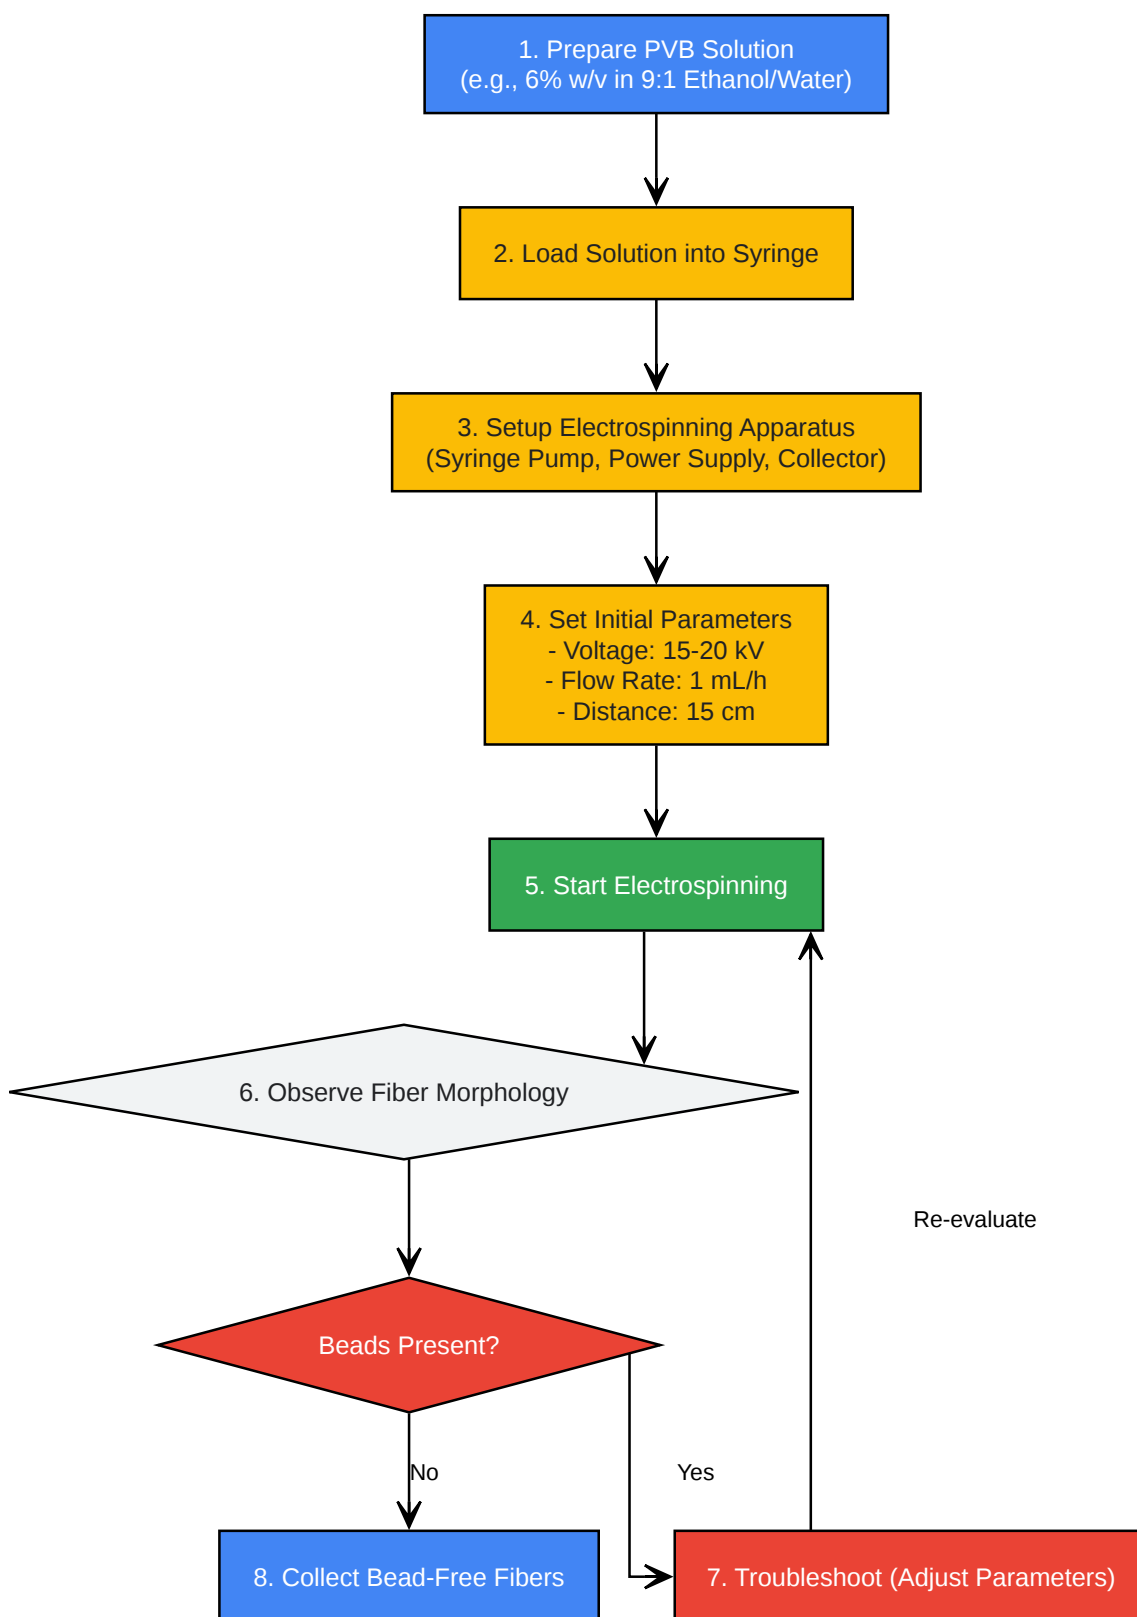 1. Prepare PVB Solution
(e.g., 6% w/v in 9:1 Ethanol/Water)
2. Load Solution into Syringe
3. Setup Electrospinning Apparatus
(Syringe Pump, Power Supply, Collector)
4. Set Initial Parameters
- Voltage: 15-20 kV
- Flow Rate: 1 mL/h
- Distance: 15 cm
5. Start Electrospinning
6. Observe Fiber Morphology
Re-evaluate
Beads Present?
No
Yes
8. Collect Bead-Free Fibers
7. Troubleshoot (Adjust Parameters)